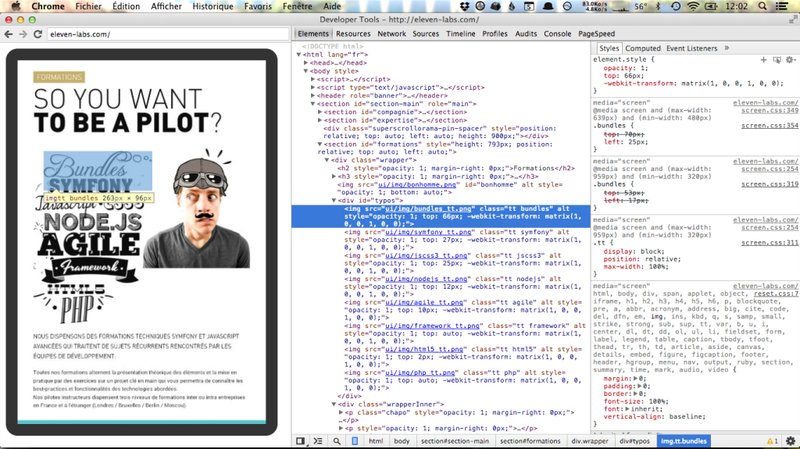 Chrome Fichier Édition Affichage Historique Favoris Fenêtre Aide
83.0Ko/s
4.8Ko/s
56° 12:02
Developer Tools - http://eleven-labs.com/
eleven-labs.com/
FORMATIONS
SO YOU WANT
TO BE A PILOT?
Bundles
SYMFONY
imgtt bundles 263px × 96px
Javascript
NODE.JS
AGILE
Framework
HTML5
PHP
NOUS DISPENSONS DES FORMATIONS TECHNIQUES SYMFONY ET JAVASCRIPT
AVANCÉES QUI TRAITENT DE SUJETS RÉCURRENTS RENCONTRÉS PAR LES
ÉQUIPES DE DÉVELOPPEMENT.
Toutes nos formations alternent la présentation théorique des éléments et la mise en
pratique par des exercices sur un projet clé en main qui vous permettra de connaître les
best-practices et fonctionnalités des technologies abordées.
Nos pilotes instructeurs dispensent trois niveaux de formations inter ou intra entreprises
en France et à l'étranger (Londres / Bruxelles / Berlin / Moscou).
Elements Resources Network Sources Timeline Profiles Audits Console PageSpeed
<!DOCTYPE html>
<html lang="fr">
<head>…</head>
<body style>
<script>…</script>
<script type="text/javascript">…</script>
<header role="banner">…</header>
<section id="section-main" role="main">
<section id="compagnie">…</section>
<section id="expertise">…</section>
<div class="superscrollorama-pin-spacer" style="position:
relative; top: auto; left: auto; height: 900px;"></div>
<section id="formations" style="height: 793px; position:
relative; top: auto; left: auto;">
<div class="wrapper">
<h2 style="opacity: 1; margin-right: 0px;">Formations</h2>
<h3 style="opacity: 1; margin-right: 0px;">…</h3>
<img src="ui/img/bonhomme.png" id="bonhomme" alt style="
opacity: 1; bottom: auto;">
<div id="typos">
<img src="ui/img/bundles_tt.png" class="tt bundles" alt
style="opacity: 1; top: 66px; -webkit-transform: matrix(1,
0, 0, 1, 0, 0);">
<img src="ui/img/symfony_tt.png" class="tt symfony" alt
style="opacity: 1; top: 27px; -webkit-transform: matrix(1,
0, 0, 1, 0, 0);">
<img src="ui/img/jscss3_tt.png" class="tt jscss3" alt
style="opacity: 1; top: 25px; -webkit-transform: matrix(1,
0, 0, 1, 0, 0);">
<img src="ui/img/nodejs_tt.png" class="tt nodejs" alt
style="opacity: 1; top: 12px; -webkit-transform: matrix(1,
0, 0, 1, 0, 0);">
<img src="ui/img/agile_tt.png" class="tt agile" alt style=
"opacity: 1; top: 10px; -webkit-transform: matrix(1, 0, 0,
1, 0, 0);">
<img src="ui/img/framework_tt.png" class="tt framework" alt
style="opacity: 1; top: auto; -webkit-transform: matrix(1,
0, 0, 1, 0, 0);">
<img src="ui/img/html5_tt.png" class="tt html5" alt style=
"opacity: 1; top: 2px; -webkit-transform: matrix(1, 0, 0,
1, 0, 0);">
<img src="ui/img/php_tt.png" class="tt php" alt style="
opacity: 1; top: auto; -webkit-transform: matrix(1, 0, 0,
1, 0, 0);">
</div>
<div class="wrapperInner">
<p class="chapo" style="opacity: 1; margin-right: 0px;">…
</p>
<p style="opacity: 1; margin-right: 0px;">…</p>
html body section#section-main section#formations div.wrapper div#typos img.tt.bundles
1
Styles Computed Event Listeners »
element.style {
opacity: 1;
top: 66px;
-webkit-transform: matrix(1, 0, 0, 1, 0, 0);
}
media="screen" eleven-labs.com/
@media screen and (max-width: screen.css:349
639px) and (min-width: 480px)
.bundles { screen.css:354
top: 70px;
left: 25px;
}
media="screen" eleven-labs.com/
@media screen and (max-width: screen.css:254
959px) and (min-width: 320px)
.bundles { screen.css:319
top: 53px;
left: 17px;
}
media="screen" eleven-labs.com/
@media screen and (max-width: screen.css:254
959px) and (min-width: 320px)
.tt { screen.css:311
display: block;
position: relative;
max-width: 100%;
}
media="screen" eleven-labs.com/
html, body, div, span, applet, object, reset.css:7
iframe, h1, h2, h3, h4, h5, h6, p, blockquote,
pre, a, abbr, acronym, address, big, cite, code,
del, dfn, em, img, ins, kbd, q, s, samp, small,
strike, strong, sub, sup, tt, var, b, u, i,
center, dl, dt, dd, ol, ul, li, fieldset, form,
label, legend, table, caption, tbody, tfoot,
thead, tr, th, td, article, aside, canvas,
details, embed, figure, figcaption, footer,
header, hgroup, menu, nav, output, ruby, section,
summary, time, mark, audio, video {
margin: 0;
padding: 0;
border: 0;
font-size: 100%;
font: inherit;
vertical-align: baseline;